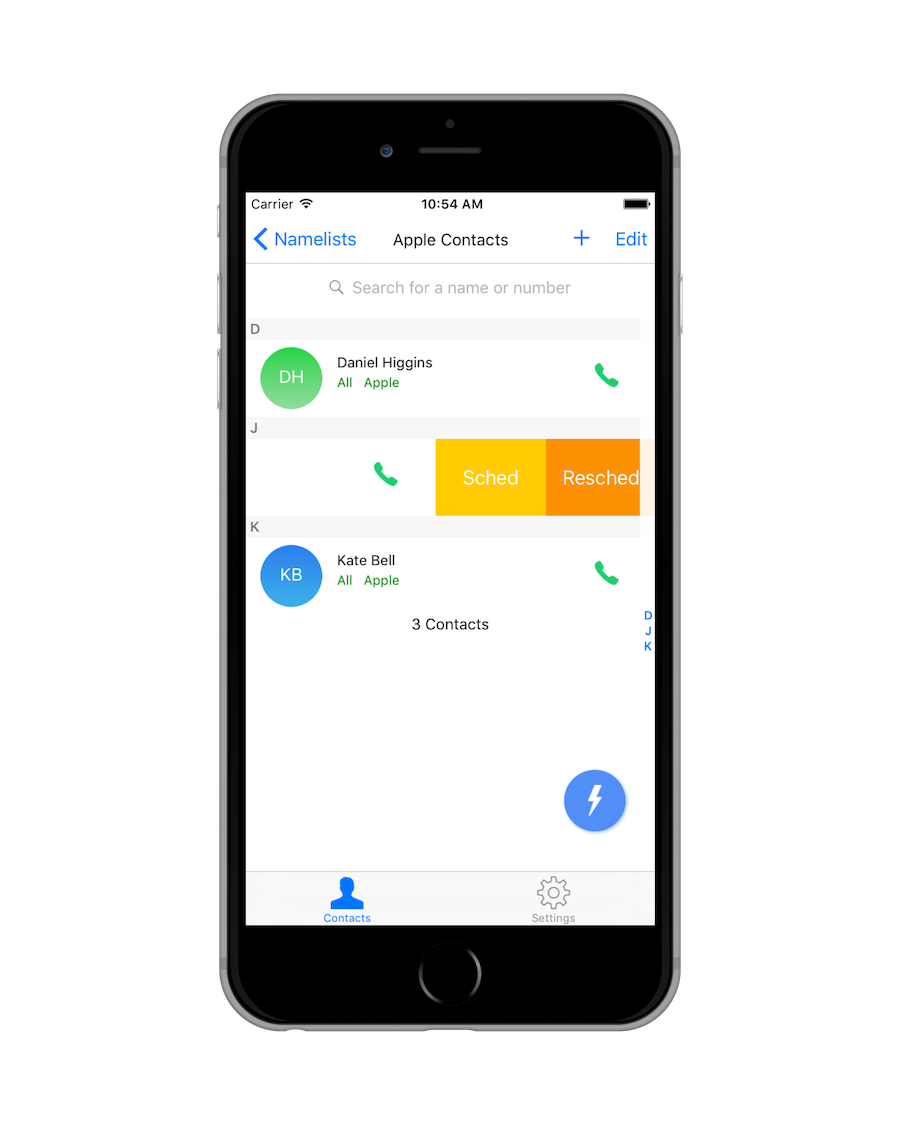 Carrier 10:54 AM
Namelists Apple Contacts + Edit
Search for a name or number
D
DH Daniel Higgins
All Apple
J
Sched Resched
K
KB Kate Bell
All Apple
3 Contacts
D
J
K
Contacts Settings